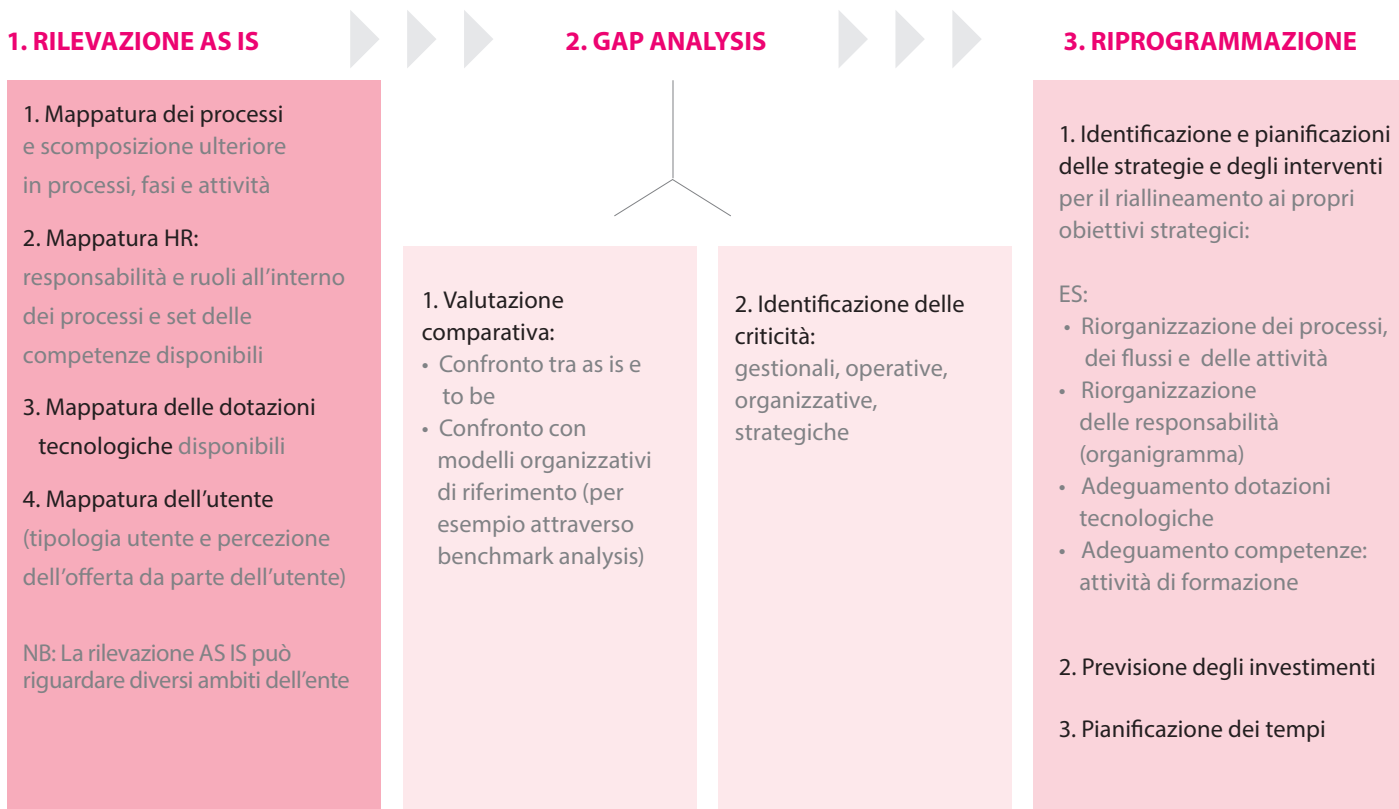 1. RILEVAZIONE AS IS
2. GAP ANALYSIS
3. RIPROGRAMMAZIONE
1. Mappatura dei processi
e scomposizione ulteriore
in processi, fasi e attività
2. Mappatura HR:
responsabilità e ruoli all'interno
dei processi e set delle
competenze disponibili
3. Mappatura delle dotazioni
tecnologiche disponibili
4. Mappatura dell'utente
(tipologia utente e percezione
dell'offerta da parte dell'utente)
NB: La rilevazione AS IS può
riguardare diversi ambiti dell'ente
1. Valutazione
comparativa:
• Confronto tra as is e
to be
• Confronto con
modelli organizzativi
di riferimento (per
esempio attraverso
benchmark analysis)
2. Identificazione delle
criticità:
gestionali, operative,
organizzative,
strategiche
1. Identificazione e pianificazioni
delle strategie e degli interventi
per il riallineamento ai propri
obiettivi strategici:
ES:
• Riorganizzazione dei processi,
dei flussi e delle attività
• Riorganizzazione
delle responsabilità
(organigramma)
• Adeguamento dotazioni
tecnologiche
• Adeguamento competenze:
attività di formazione
2. Previsione degli investimenti
3. Pianificazione dei tempi